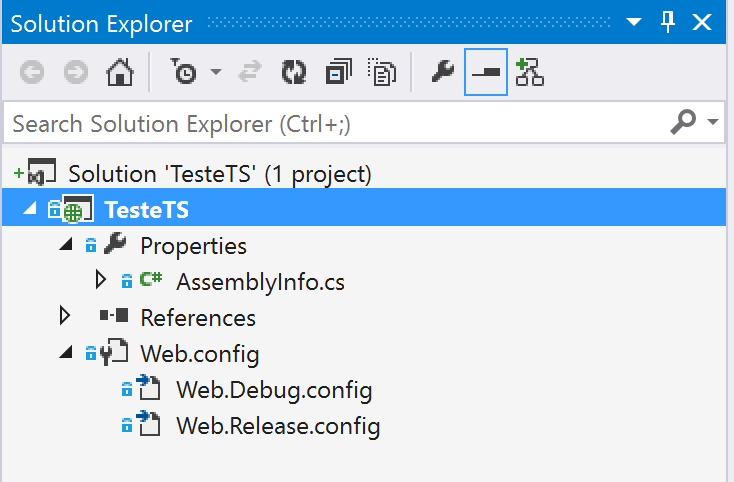 Solution Explorer
Search Solution Explorer (Ctrl+;)
Solution 'TesteTS' (1 project)
TesteTS
Properties
C# AssemblyInfo.cs
References
Web.config
Web.Debug.config
Web.Release.config